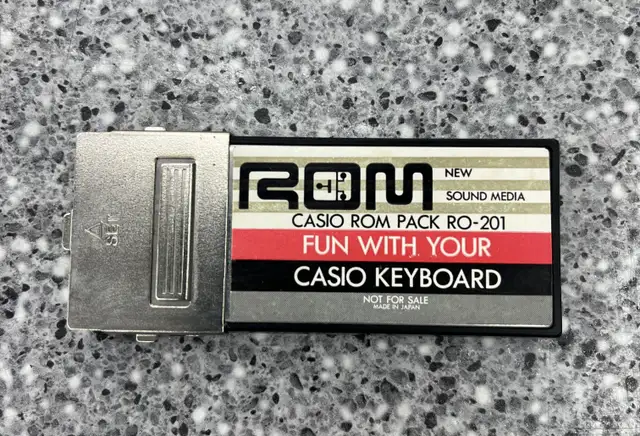 ROM
NEW
SOUND MEDIA
CASIO ROM PACK RO-201
FUN WITH YOUR
CASIO KEYBOARD
NOT FOR SALE
MADE IN JAPAN
SET